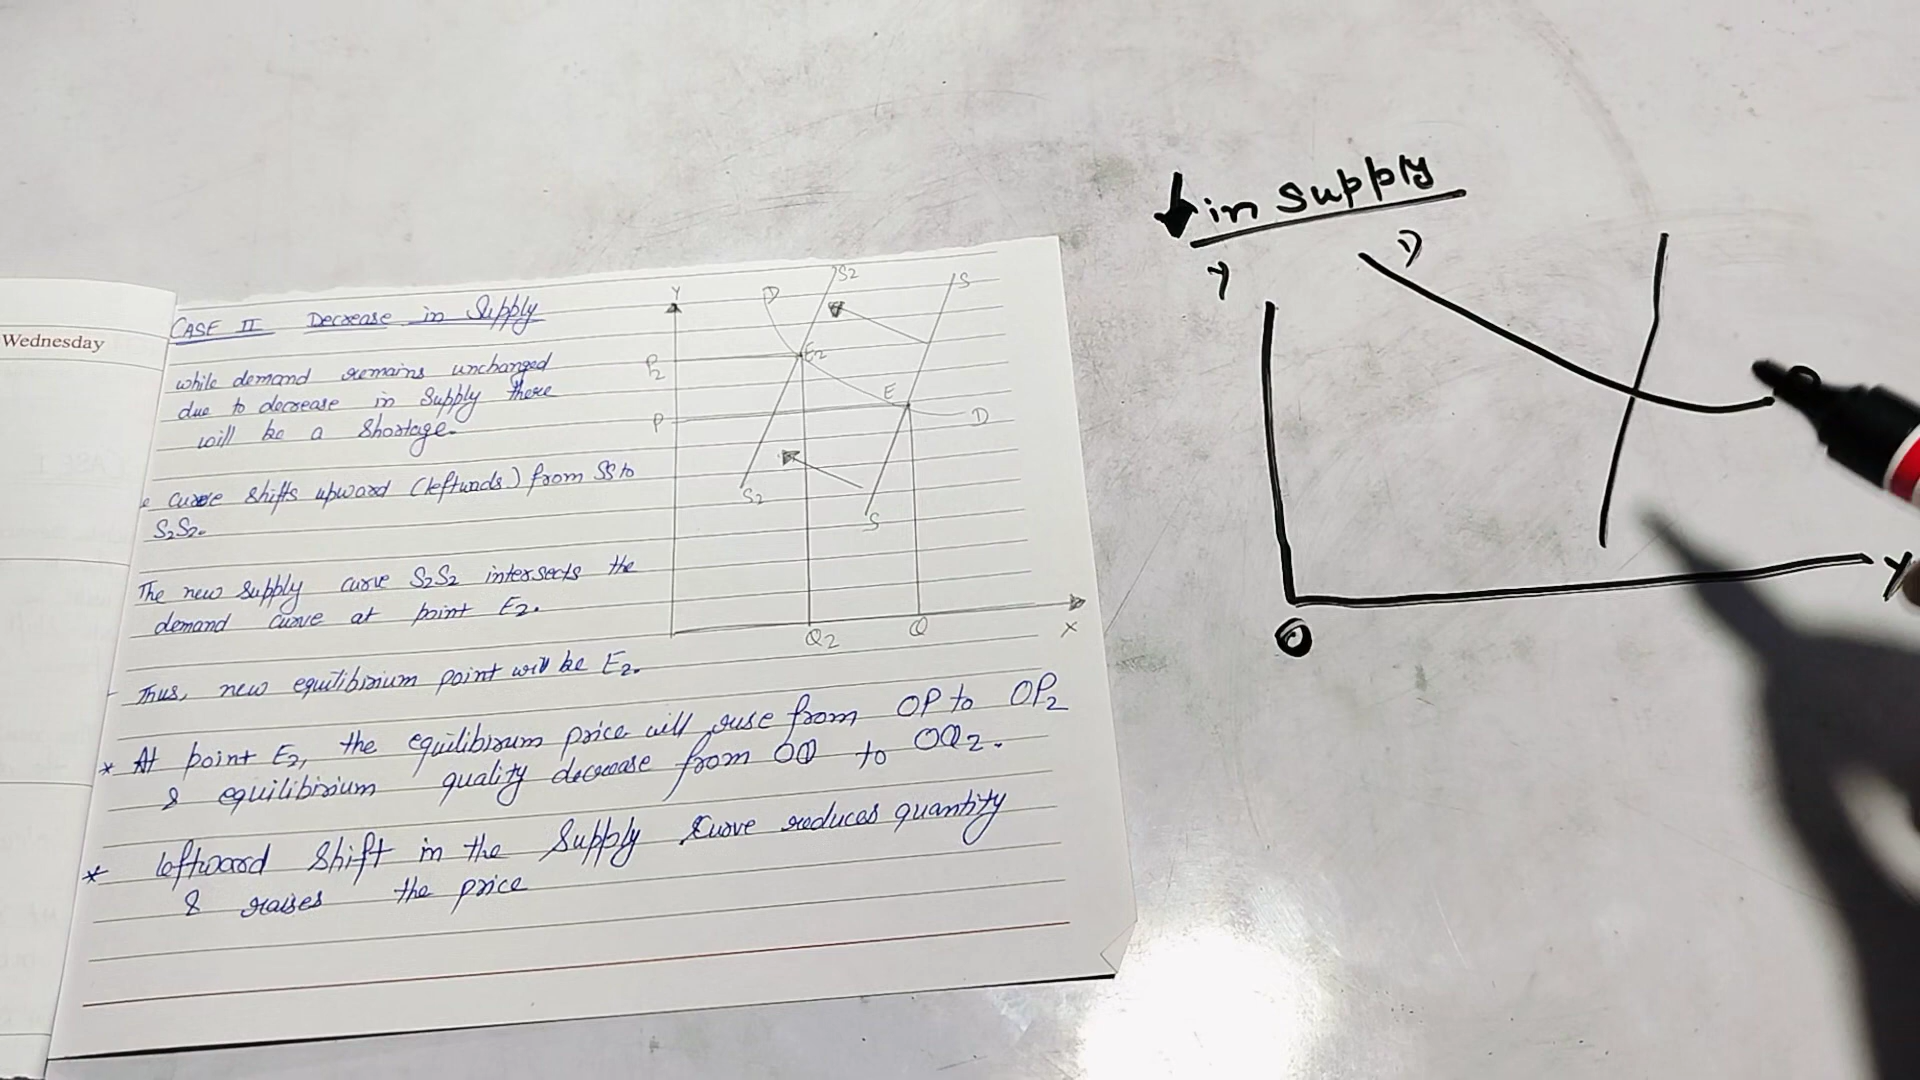 Wednesday
CASE II Decrease in Supply
while demand remains unchanged
due to decrease in Supply there
will be a Shortage.
curve shifts upward (leftwards) from SS to
S2S2.
The new supply curve S2S2 intersects the
demand curve at point E2.
Thus, new equilibrium point will be E2.
* At point E2, the equilibrium price will rise from OP to OP2
& equilibrium quality decrease from OQ to OQ2.
* leftward Shift in the Supply Curve reduces quantity
& raises the price
Y
D
S2
S
P2
E2
P
E
D
S2
S
Q2
Q
X
↓ in Supply
Y
D
D
O
X